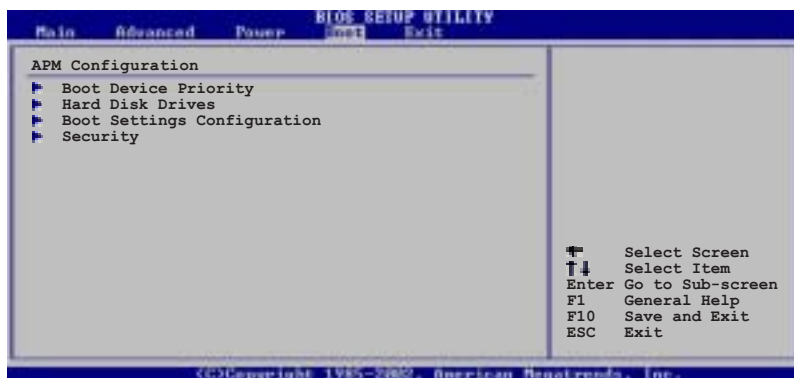 BIOS SETUP UTILITY
Main Advanced Power Boot Exit
APM Configuration
Boot Device Priority
Hard Disk Drives
Boot Settings Configuration
Security
Select Screen
Select Item
Enter Go to Sub-screen
F1 General Help
F10 Save and Exit
ESC Exit
(C)Copyright 1985-2002, American Megatrends, Inc.